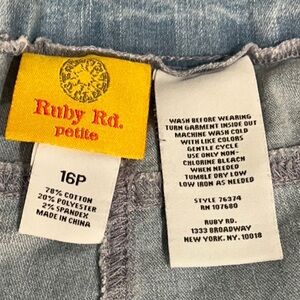 Ruby Rd.
petite
16P
78% COTTON
20% POLYESTER
2% SPANDEX
MADE IN CHINA
WASH BEFORE WEARING
TURN GARMENT INSIDE OUT
MACHINE WASH COLD
WITH LIKE COLORS
GENTLE CYCLE
USE ONLY NON-
CHLORINE BLEACH
WHEN NEEDED
TUMBLE DRY LOW
LOW IRON AS NEEDED
STYLE 76374
RN 107680
RUBY RD.
1333 BROADWAY
NEW YORK, NY. 10018